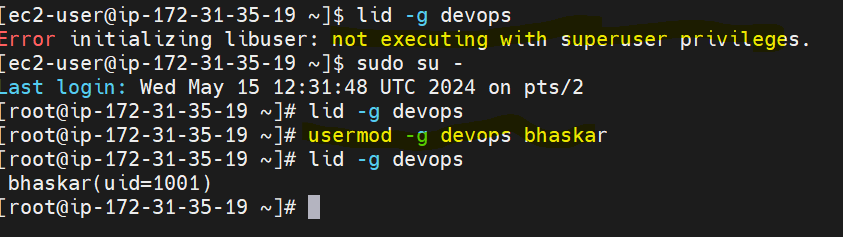 [ec2-user@ip-172-31-35-19 ~]$ lid -g devops
Error initializing libuser: not executing with superuser privileges.
[ec2-user@ip-172-31-35-19 ~]$ sudo su -
Last login: Wed May 15 12:31:48 UTC 2024 on pts/2
[root@ip-172-31-35-19 ~]# lid -g devops
[root@ip-172-31-35-19 ~]# usermod -g devops bhaskar
[root@ip-172-31-35-19 ~]# lid -g devops
 bhaskar(uid=1001)
[root@ip-172-31-35-19 ~]#